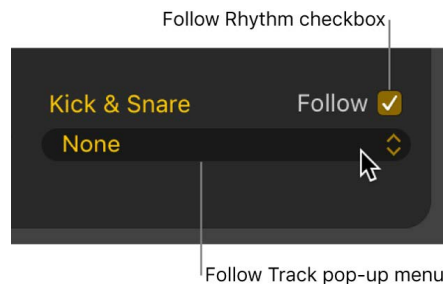 Follow Rhythm checkbox
Kick & Snare Follow
None
Follow Track pop-up menu